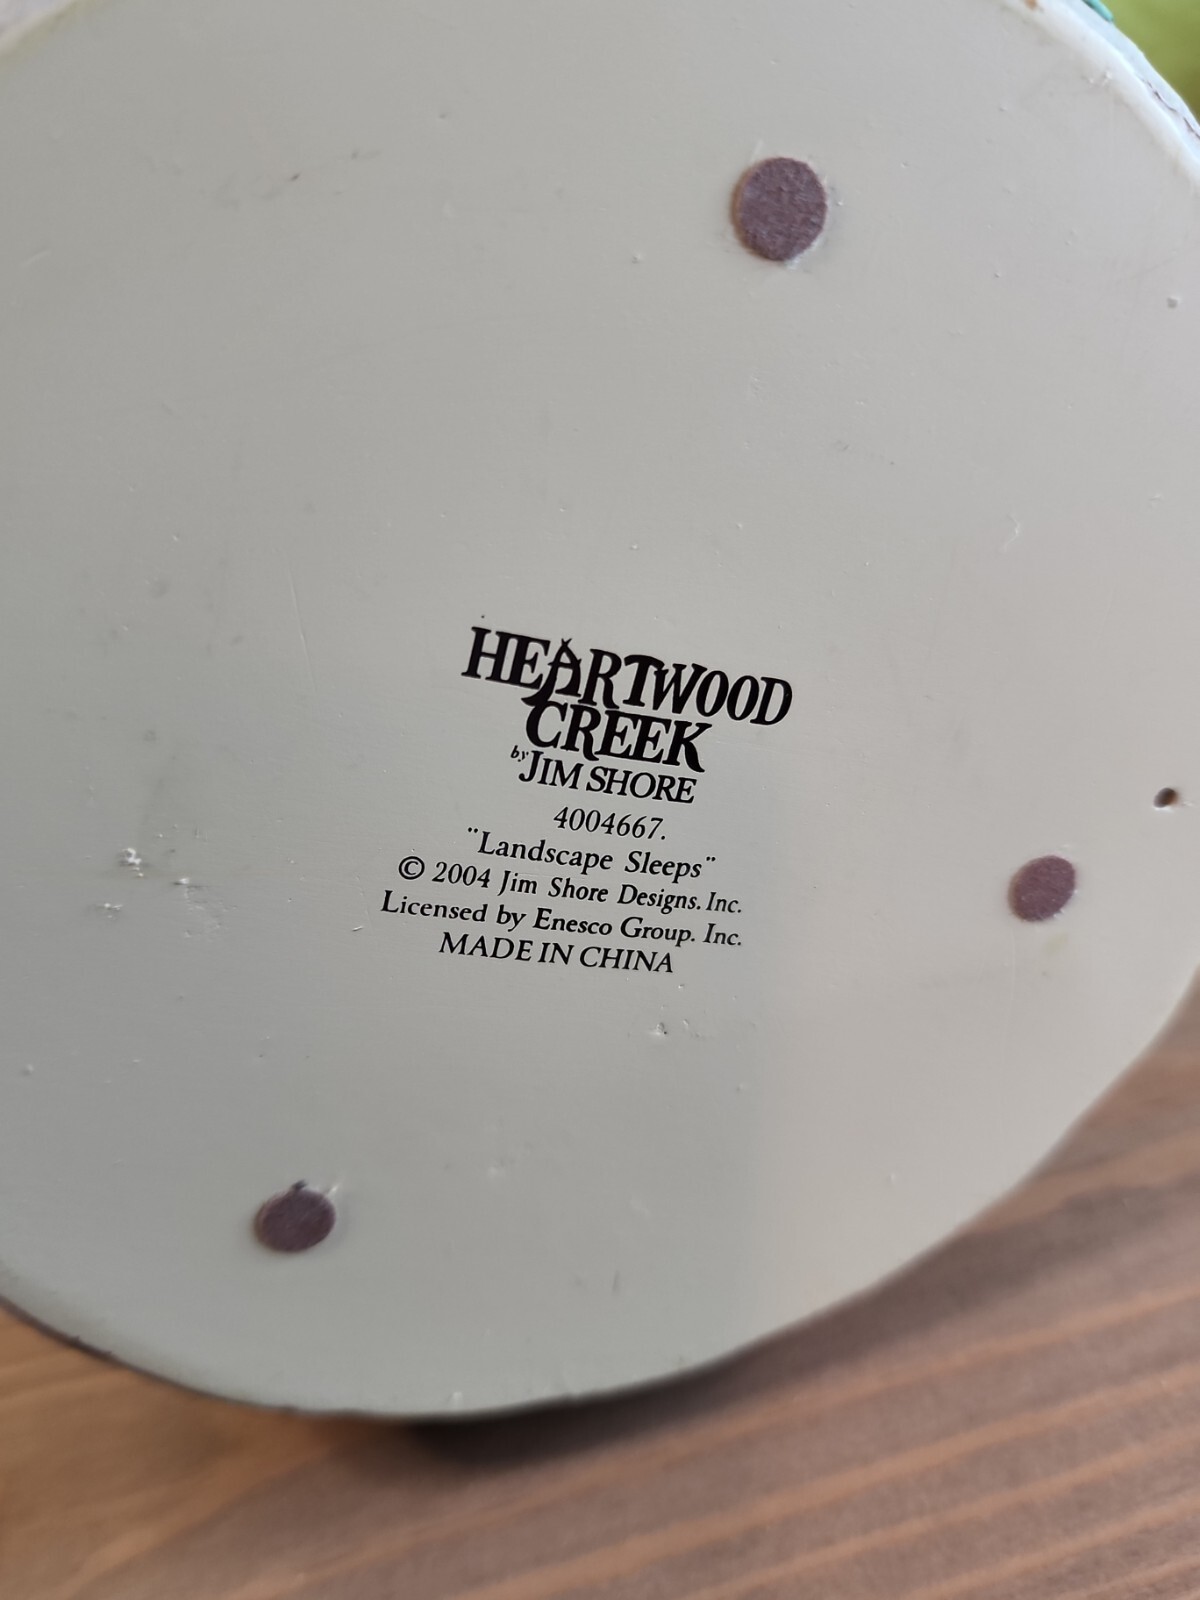 HEARTWOOD
CREEK
by JIM SHORE
4004667.
"Landscape Sleeps"
© 2004 Jim Shore Designs. Inc.
Licensed by Enesco Group. Inc.
MADE IN CHINA